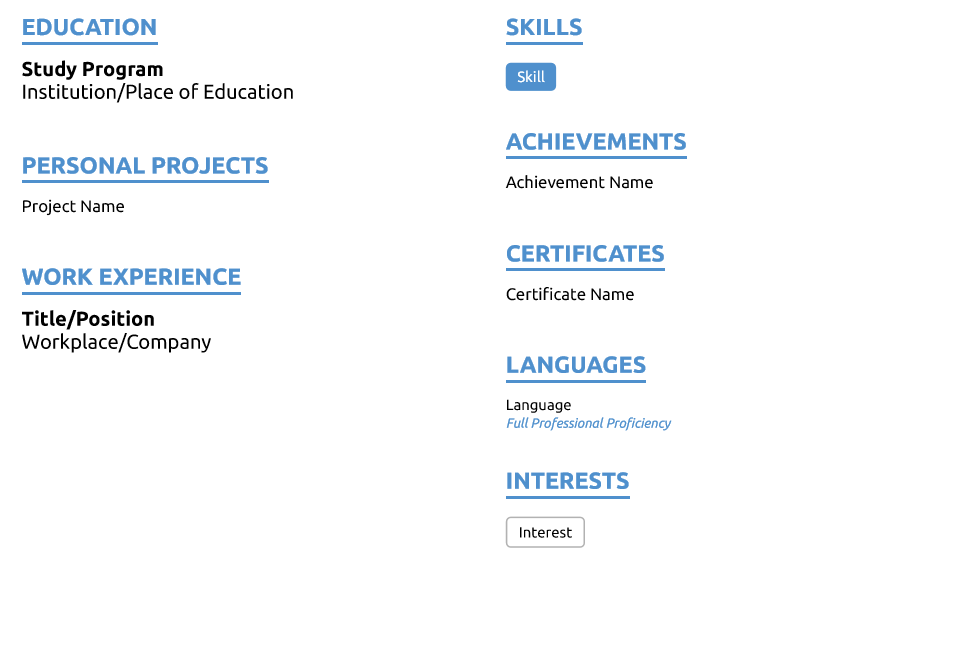 EDUCATION
Study Program
Institution/Place of Education
PERSONAL PROJECTS
Project Name
WORK EXPERIENCE
Title/Position
Workplace/Company
SKILLS
Skill
ACHIEVEMENTS
Achievement Name
CERTIFICATES
Certificate Name
LANGUAGES
Language
Full Professional Proficiency
INTERESTS
Interest